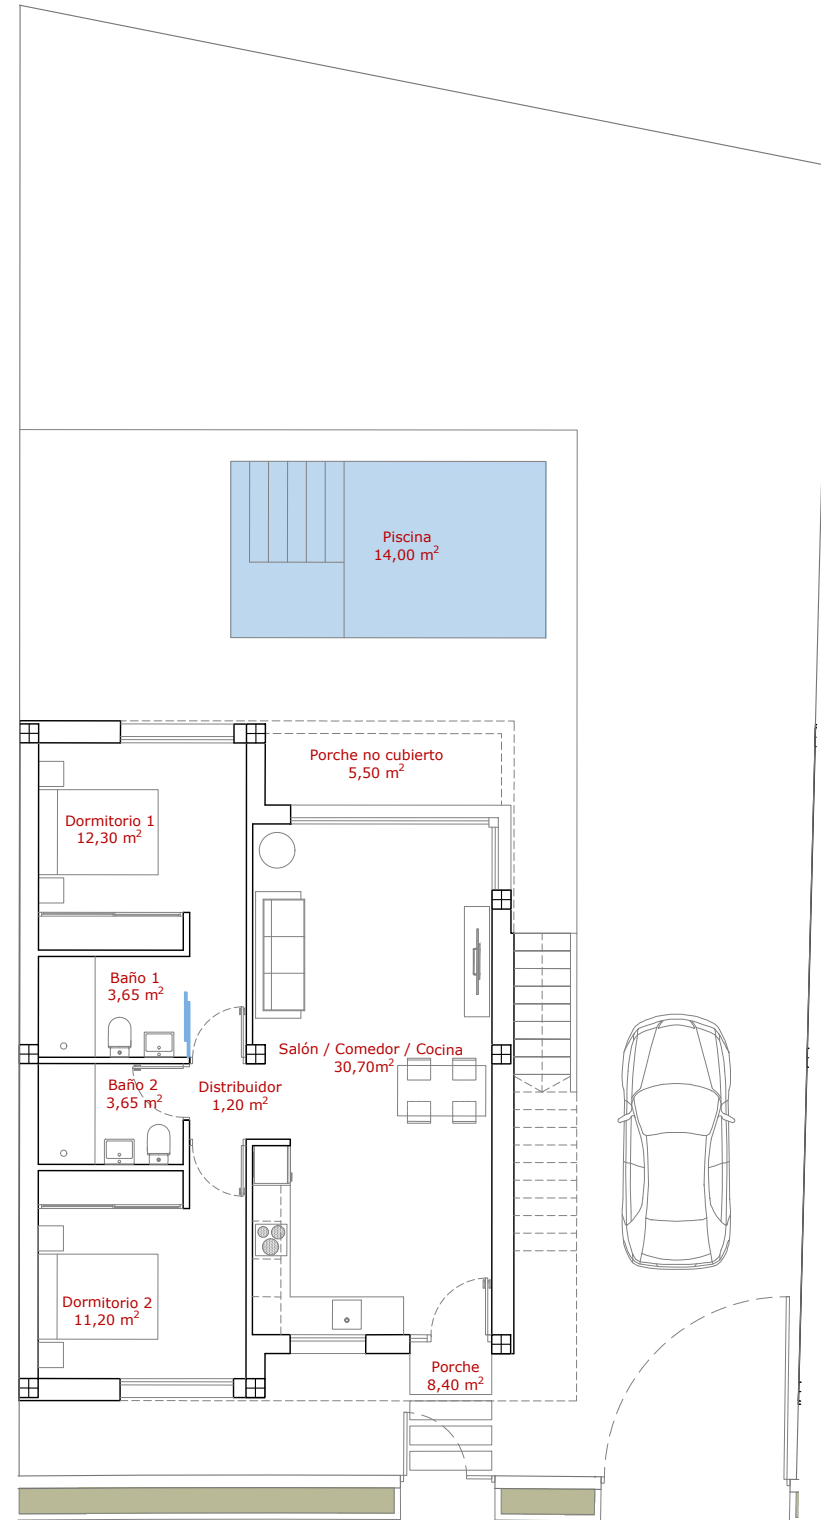 Piscina
14,00 m²
Porche no cubierto
5,50 m²
Dormitorio 1
12,30 m²
Baño 1
3,65 m²
Salón / Comedor / Cocina
30,70m²
Baño 2
3,65 m²
Distribuidor
1,20 m²
Dormitorio 2
11,20 m²
Porche
8,40 m²